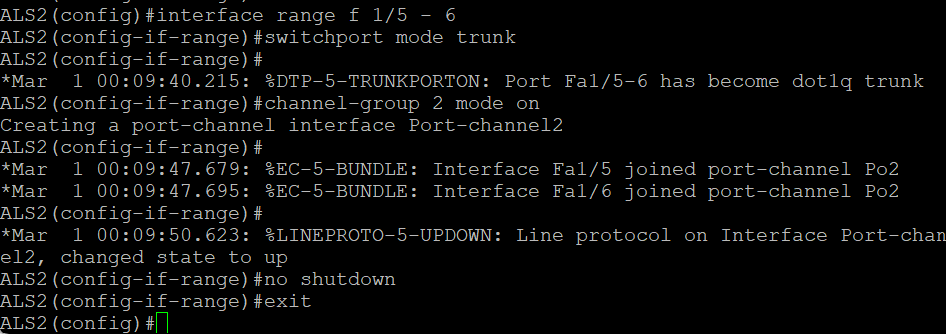 ALS2(config)#interface range f 1/5 - 6
ALS2(config-if-range)#switchport mode trunk
ALS2(config-if-range)#
*Mar  1 00:09:40.215: %DTP-5-TRUNKPORTON: Port Fa1/5-6 has become dot1q trunk
ALS2(config-if-range)#channel-group 2 mode on
Creating a port-channel interface Port-channel2
ALS2(config-if-range)#
*Mar  1 00:09:47.679: %EC-5-BUNDLE: Interface Fa1/5 joined port-channel Po2
*Mar  1 00:09:47.695: %EC-5-BUNDLE: Interface Fa1/6 joined port-channel Po2
ALS2(config-if-range)#
*Mar  1 00:09:50.623: %LINEPROTO-5-UPDOWN: Line protocol on Interface Port-chan
el2, changed state to up
ALS2(config-if-range)#no shutdown
ALS2(config-if-range)#exit
ALS2(config)#